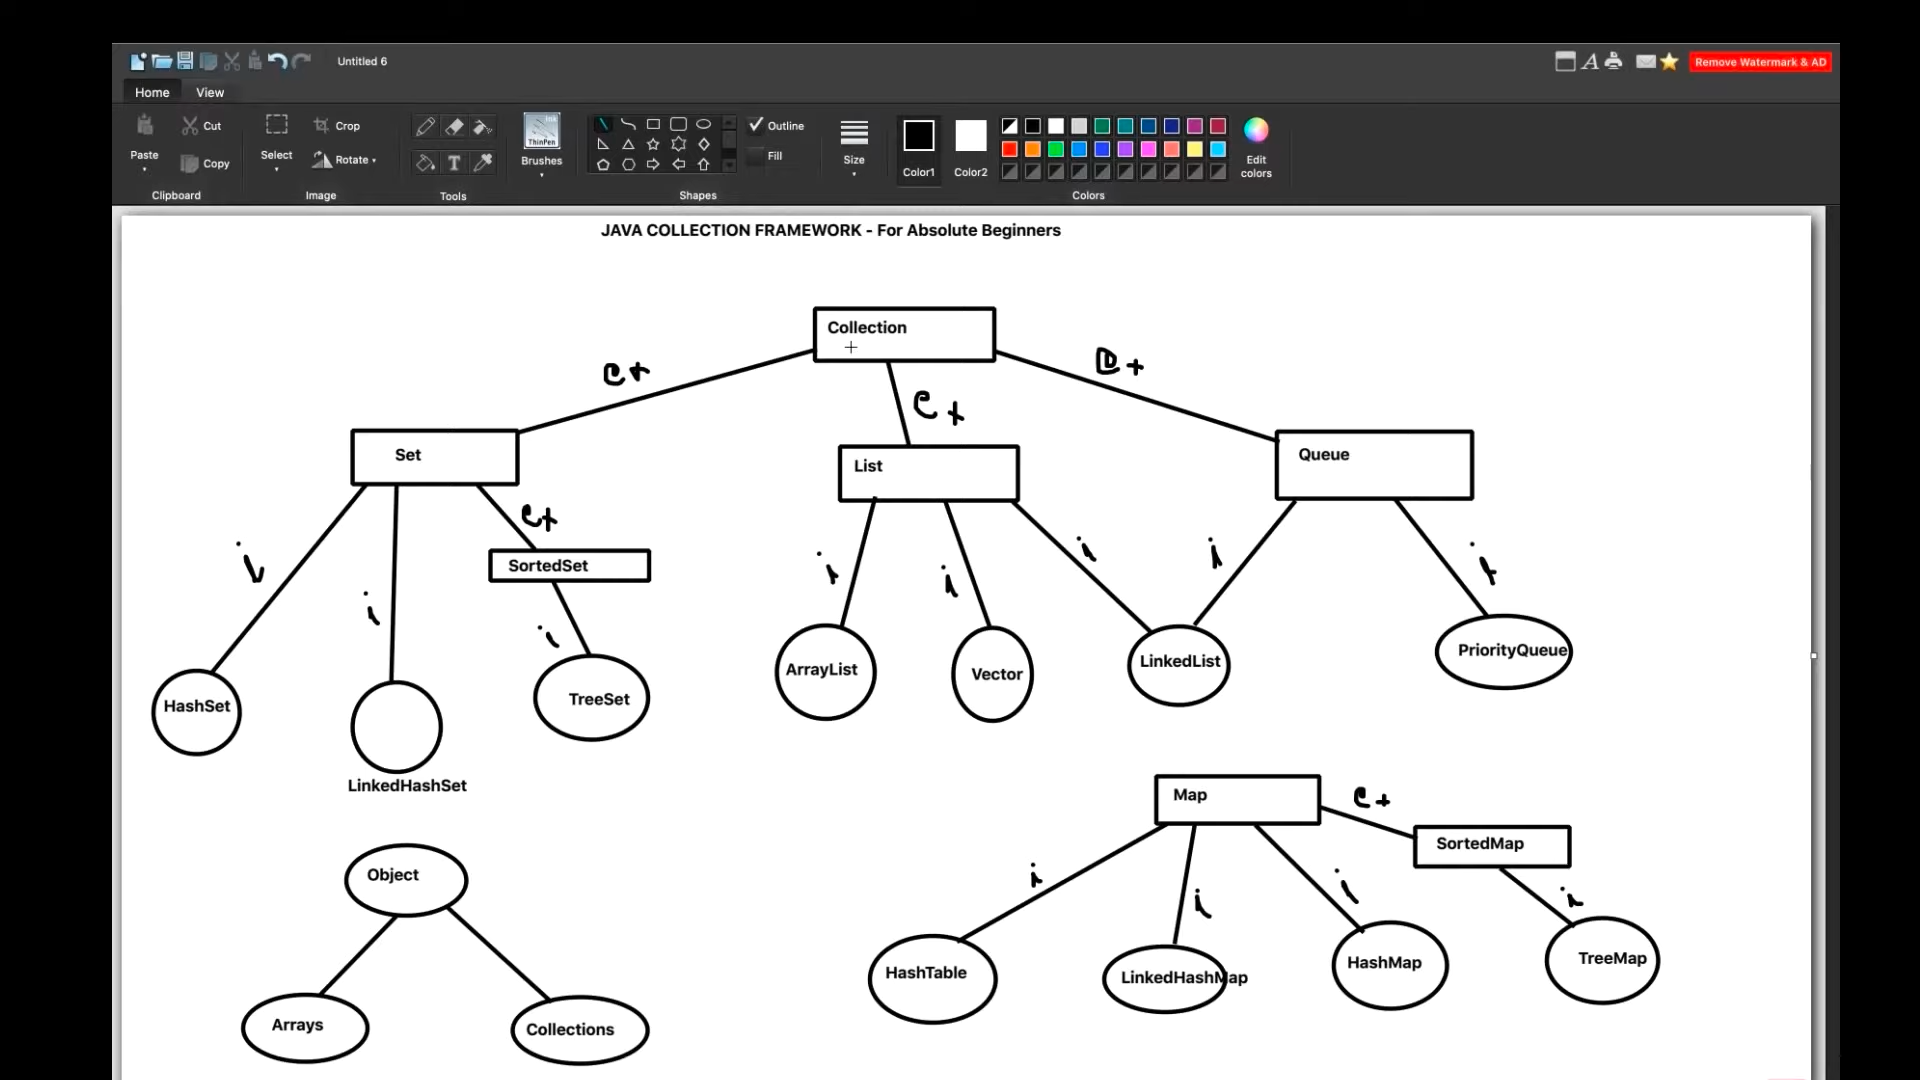 Untitled 6
Remove Watermark & AD
Home View
Paste Cut Copy Clipboard
Select Crop Rotate Image
Tools
Ink ThinPen Brushes
Outline Fill Shapes
Size
Color1 Color2
Edit colors
Colors
JAVA COLLECTION FRAMEWORK - For Absolute Beginners
Collection
e+ e+ e+
Set
List
Queue
i i e+
SortedSet
i
i i i
i i
HashSet
LinkedHashSet
TreeSet
ArrayList
Vector
LinkedList
PriorityQueue
Map
e+
SortedMap
i i i i
HashTable
LinkedHashMap
HashMap
TreeMap
Object
Arrays
Collections